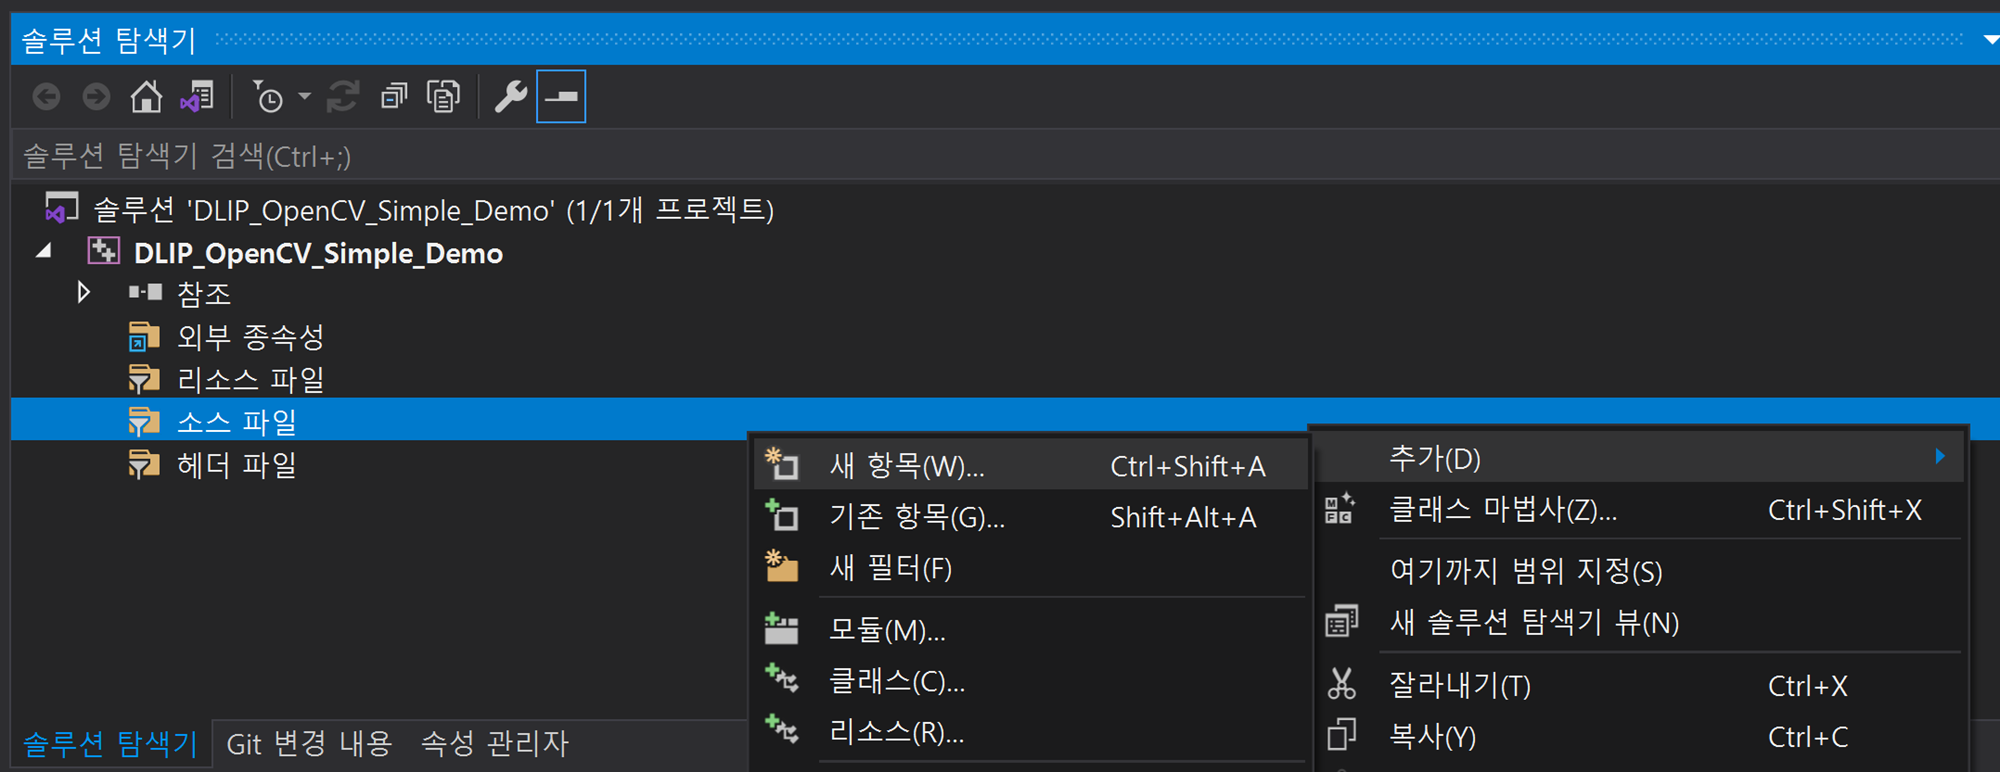 솔루션 탐색기
솔루션 탐색기 검색(Ctrl+;)
솔루션 'DLIP_OpenCV_Simple_Demo' (1/1개 프로젝트)
DLIP_OpenCV_Simple_Demo
참조
외부 종속성
리소스 파일
소스 파일
헤더 파일
새 항목(W)... Ctrl+Shift+A
기존 항목(G)... Shift+Alt+A
새 필터(F)
모듈(M)...
클래스(C)...
리소스(R)...
추가(D)
클래스 마법사(Z)... Ctrl+Shift+X
여기까지 범위 지정(S)
새 솔루션 탐색기 뷰(N)
잘라내기(T) Ctrl+X
복사(Y) Ctrl+C
솔루션 탐색기 Git 변경 내용 속성 관리자